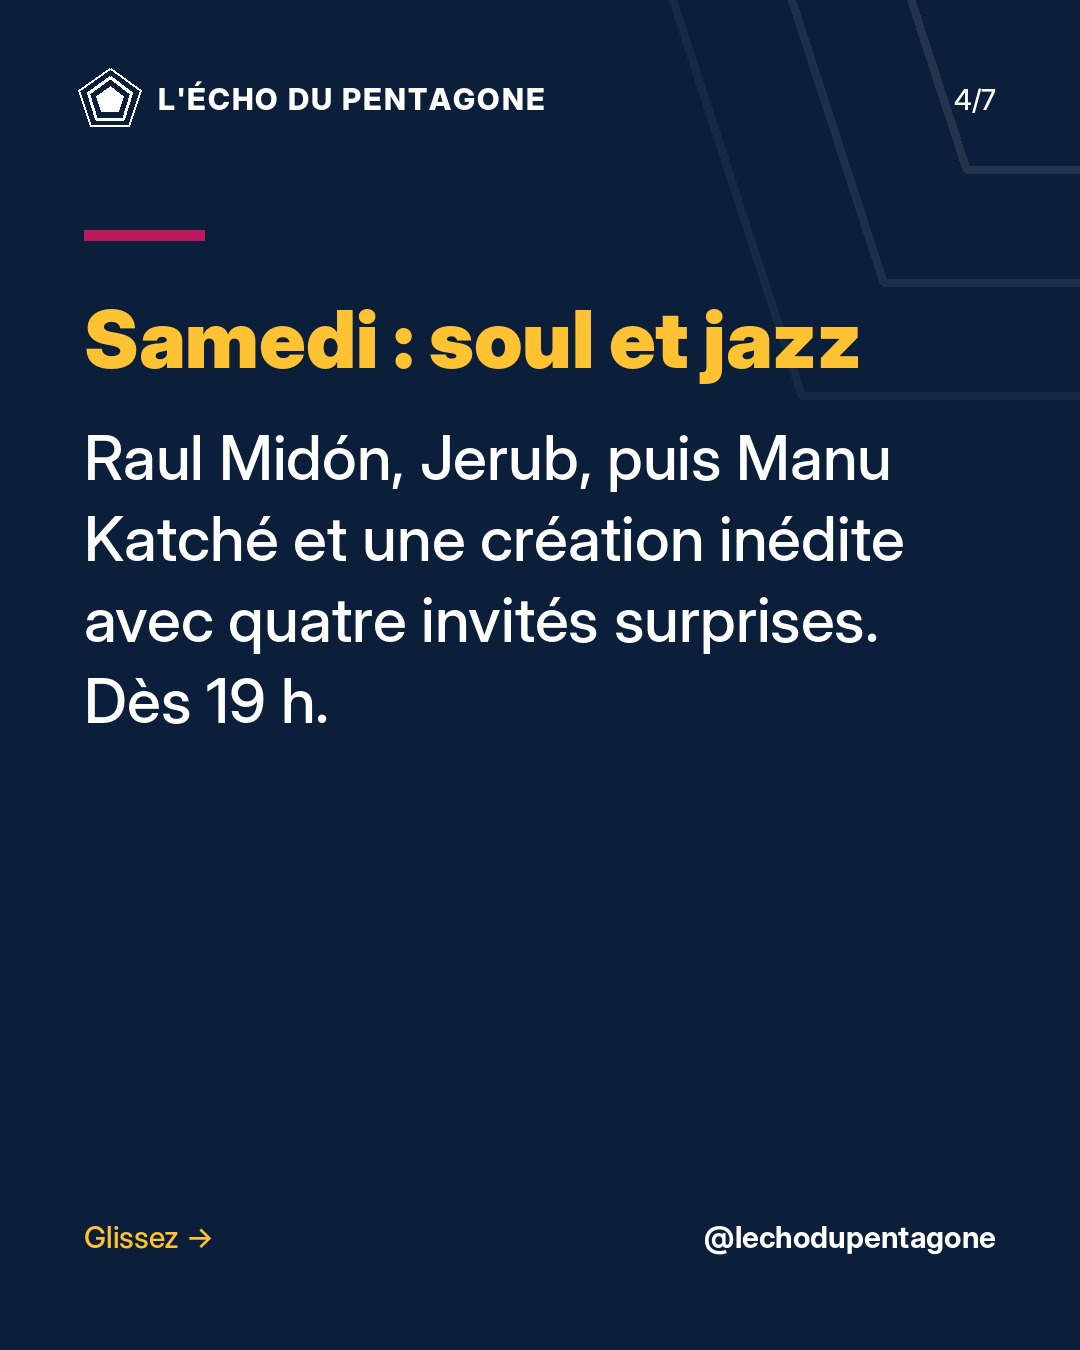 L'ÉCHO DU PENTAGONE
4/7
Samedi : soul et jazz
Raul Midón, Jerub, puis Manu
Katché et une création inédite
avec quatre invités surprises.
Dès 19 h.
Glissez →
@lechodupentagone